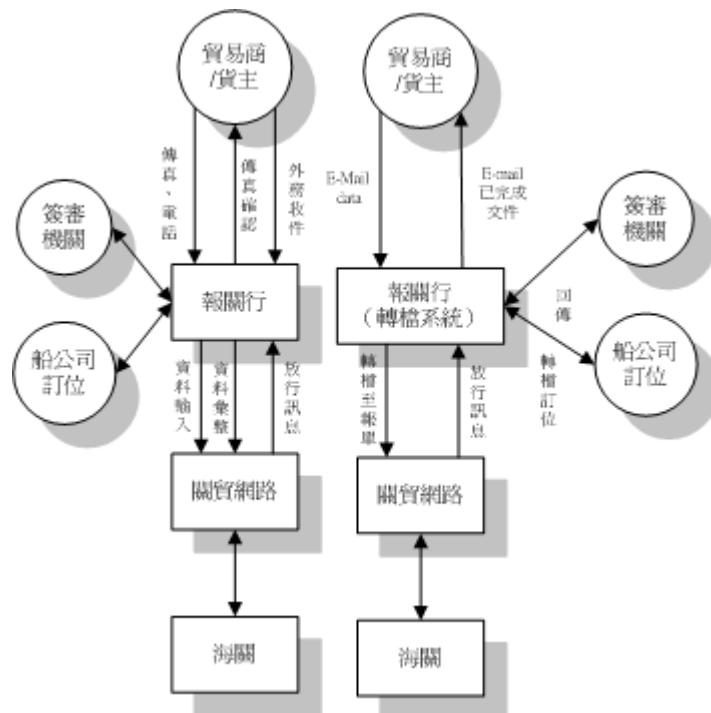 貿易商
/貨主
傳真、電話
傳真確認
外務收件
簽審
機關
報關行
船公司
訂位
資料輸入
資料彙整
放行訊息
關貿網路
海關
貿易商
/貨主
E-Mail
data
E-mail
已完成
文件
簽審
機關
報關行
（轉檔系統）
回傳
船公司
訂位
轉檔至報單
放行訊息
轉檔訂位
關貿網路
海關